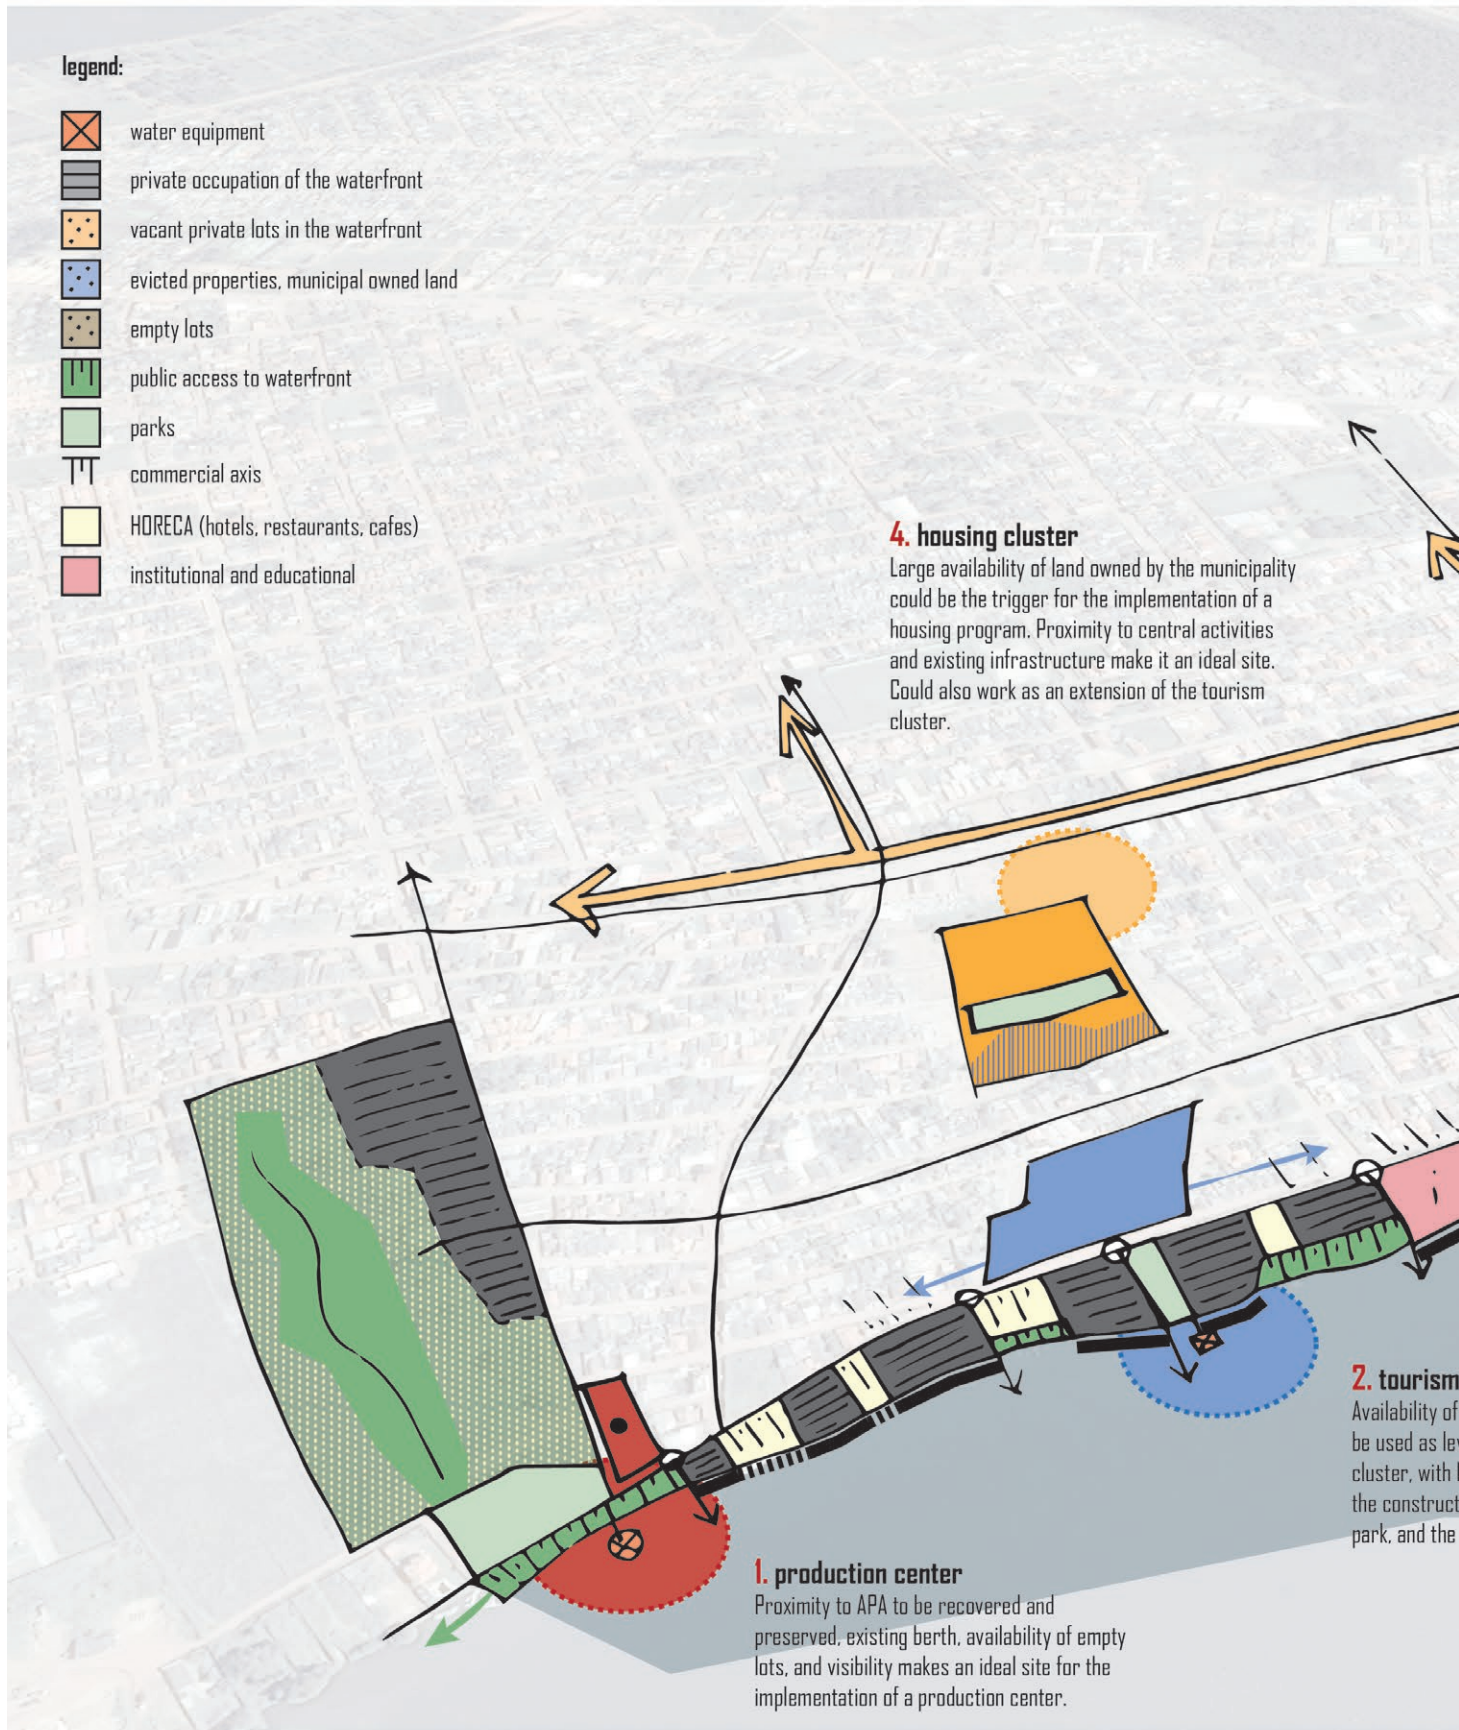 legend:
water equipment
private occupation of the waterfront
vacant private lots in the waterfront
evicted properties, municipal owned land
empty lots
public access to waterfront
parks
commercial axis
HORECA (hotels, restaurants, cafes)
institutional and educational
4. housing cluster
Large availability of land owned by the municipality
could be the trigger for the implementation of a
housing program. Proximity to central activities
and existing infrastructure make it an ideal site.
Could also work as an extension of the tourism
cluster.
2. tourism
Availability of
be used as lev
cluster, with
the construct
park, and the
1. production center
Proximity to APA to be recovered and
preserved, existing berth, availability of empty
lots, and visibility makes an ideal site for the
implementation of a production center.